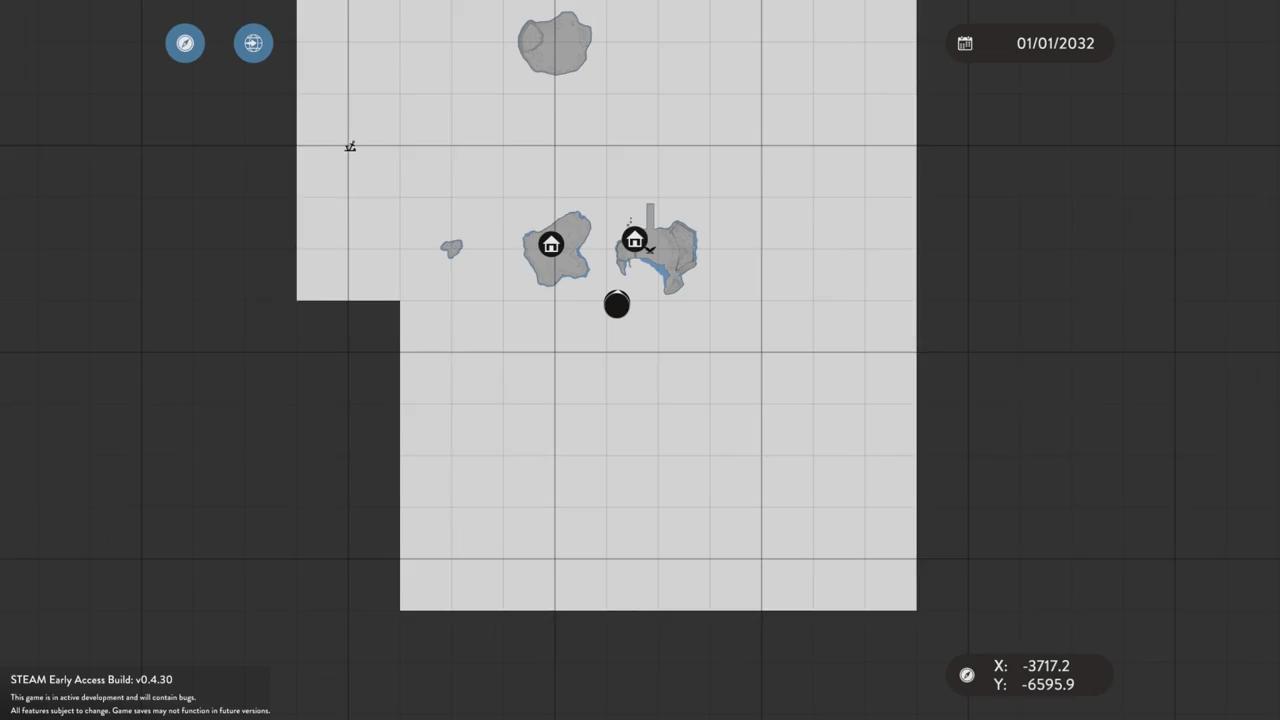 01/01/2032
X: -3717.2
Y: -6595.9
STEAM Early Access Build: v0.4.30
This game is in active development and will contain bugs.
All features subject to change. Game saves may not function in future versions.